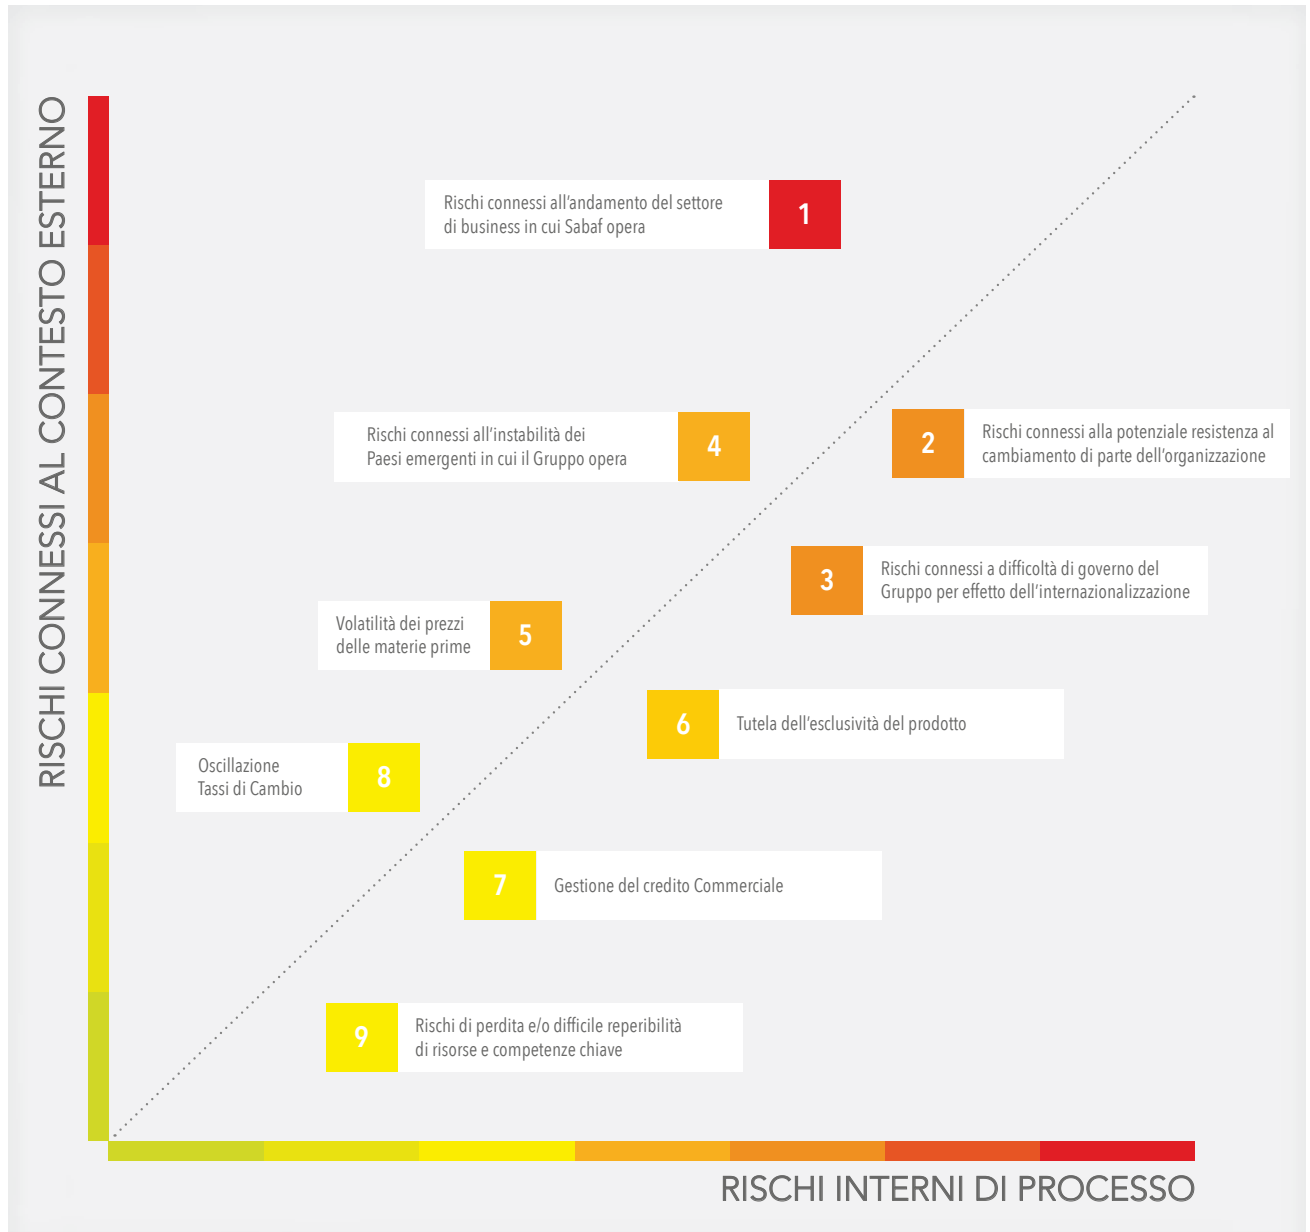 RISCHI CONNESSI AL CONTESTO ESTERNO
Rischi connessi all’andamento del settore
di business in cui Sabaf opera
1
Rischi connessi all’instabilità dei
Paesi emergenti in cui il Gruppo opera
4
2
Rischi connessi alla potenziale resistenza al
cambiamento di parte dell’organizzazione
3
Rischi connessi a difficoltà di governo del
Gruppo per effetto dell’internazionalizzazione
Volatilità dei prezzi
delle materie prime
5
6
Tutela dell’esclusività del prodotto
Oscillazione
Tassi di Cambio
8
7
Gestione del credito Commerciale
9
Rischi di perdita e/o difficile reperibilità
di risorse e competenze chiave
RISCHI INTERNI DI PROCESSO